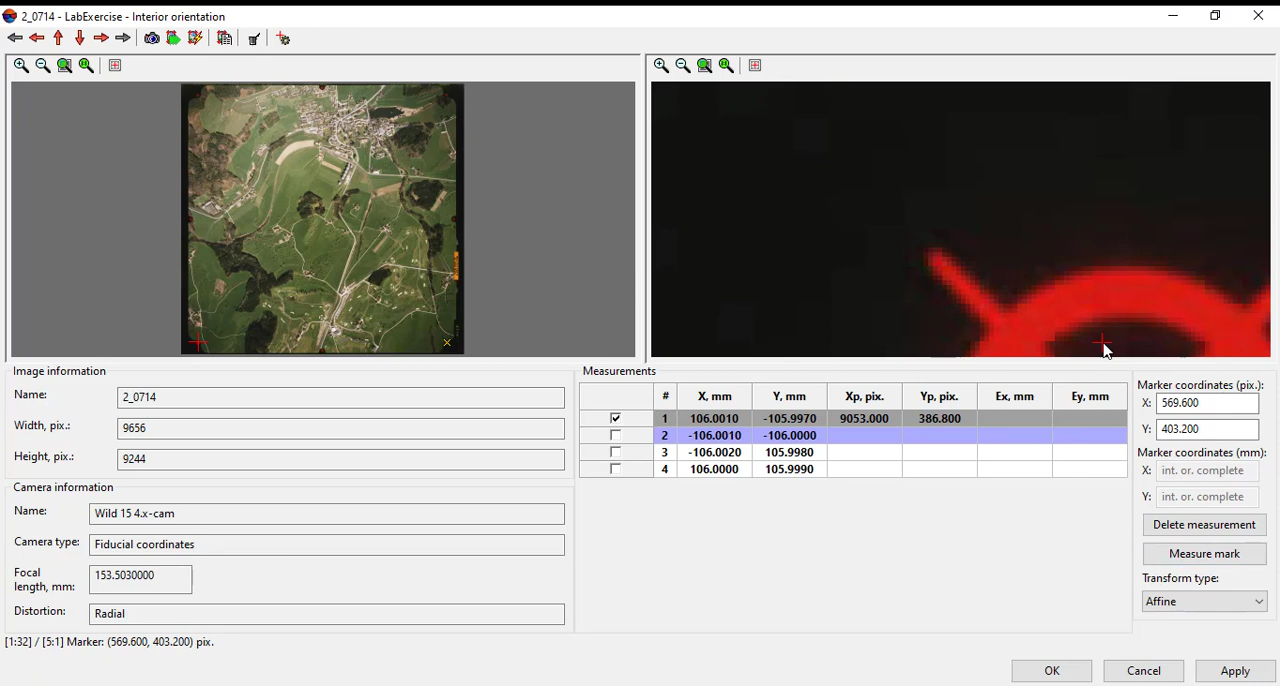 2_0714 - LabExercise - Interior orientation
Image information
Name: 2_0714
Width, pix.: 9656
Height, pix.: 9244
Camera information
Name: Wild 15 4.x-cam
Camera type: Fiducial coordinates
Focal length, mm: 153.5030000
Distortion: Radial
Measurements
# X, mm Y, mm Xp, pix. Yp, pix. Ex, mm Ey, mm
1 106.0010 -105.9970 9053.000 386.800
2 -106.0010 -106.0000
3 -106.0020 105.9980
4 106.0000 105.9990
Marker coordinates (pix.):
X: 569.600
Y: 403.200
Marker coordinates (mm):
X: int. or. complete
Y: int. or. complete
Delete measurement
Measure mark
Transform type:
Affine
[1:32] / [5:1] Marker: (569.600, 403.200) pix.
OK Cancel Apply